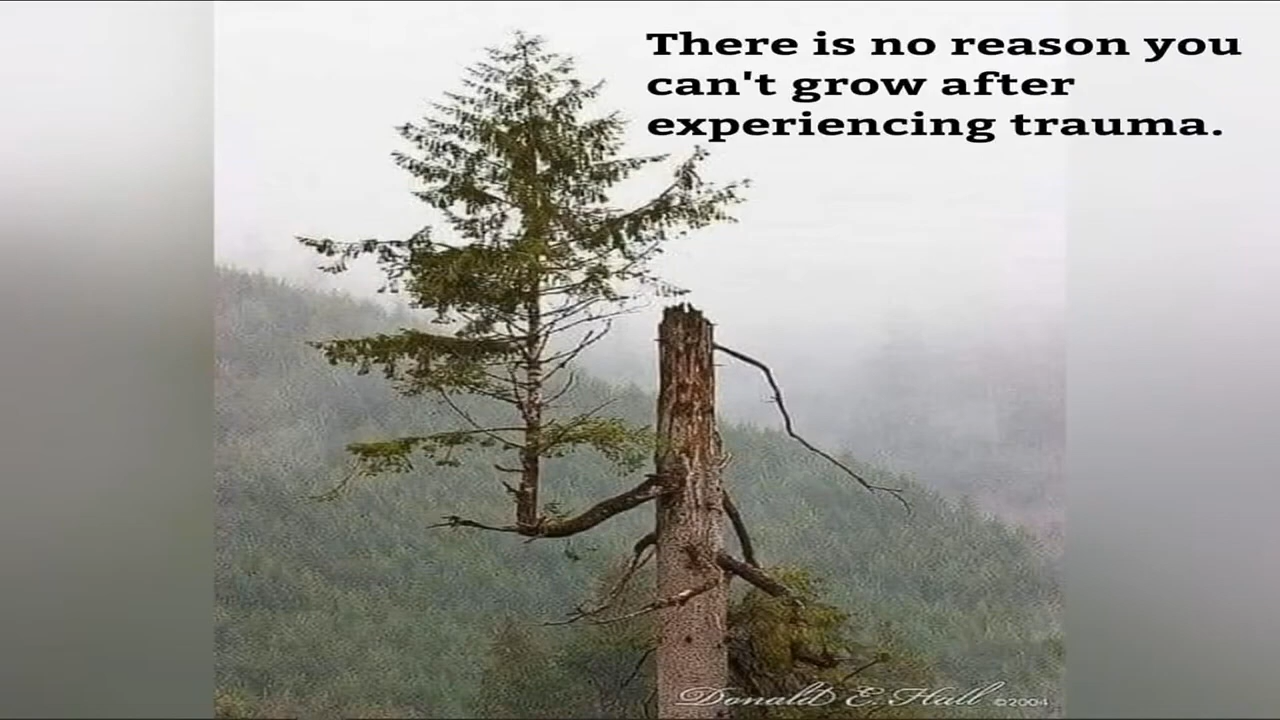 There is no reason you
can't grow after
experiencing trauma.
Donald E. Hall ©2004